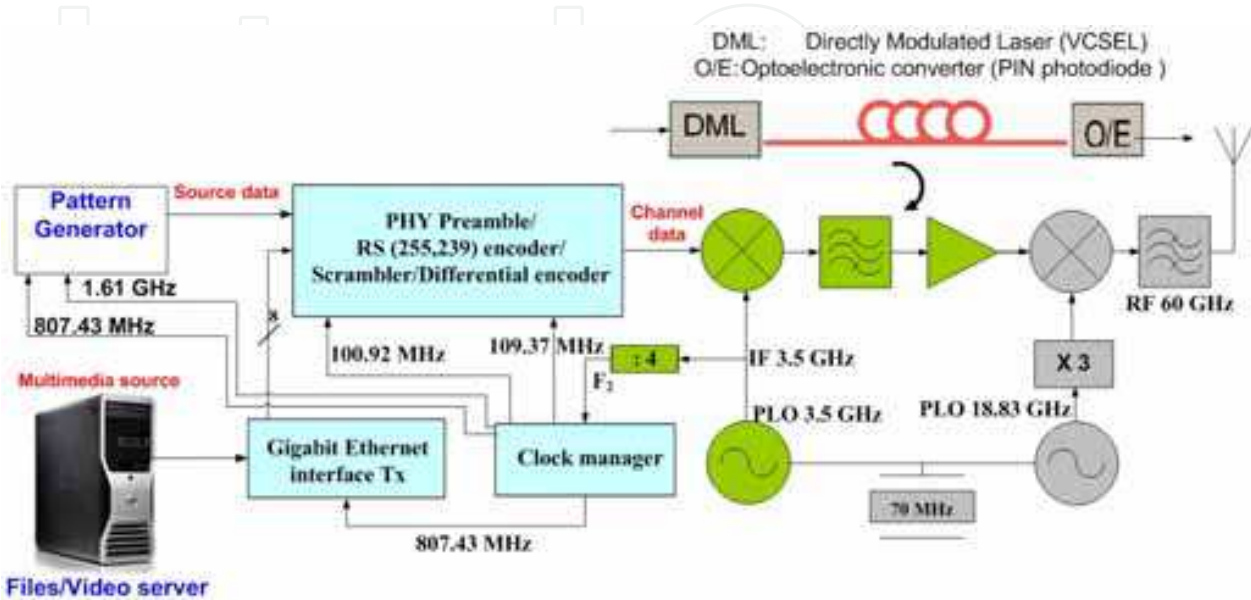 DML: Directly Modulated Laser (VCSEL)
O/E: Optoelectronic converter (PIN photodiode )
DML
O/E
Pattern
Generator
Source data
PHY Preamble/
RS (255,239) encoder/
Scrambler/Differential encoder
Channel
data
1.61 GHz
807.43 MHz
8
100.92 MHz
109.37 MHz
: 4
F₂
IF 3.5 GHz
RF 60 GHz
X 3
Multimedia source
PLO 3.5 GHz
PLO 18.83 GHz
Gigabit Ethernet
interface Tx
Clock manager
70 MHz
807.43 MHz
Files/Video server